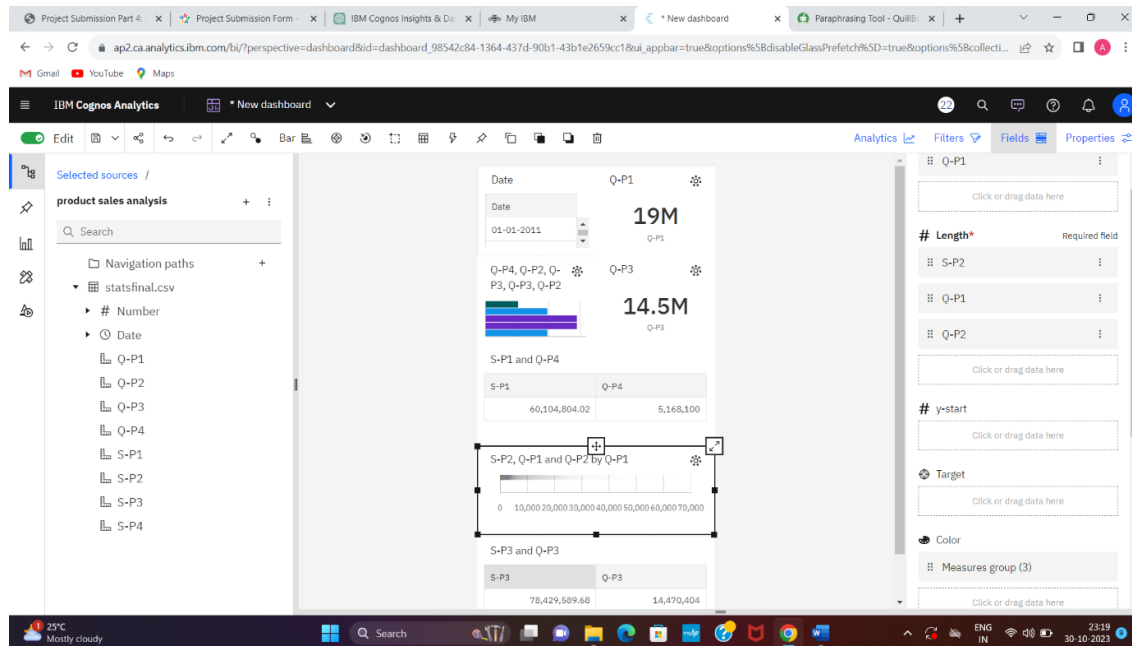 Project Submission Part 4:
Project Submission Form -
IBM Cognos Insights & Da
My IBM
* New dashboard
Paraphrasing Tool - QuillB
ap2.ca.analytics.ibm.com/bi/?perspective=dashboard&id=dashboard_98542c84-1364-437d-90b1-43b1e2659cc1&ui_appbar=true&options%5BdisableGlassPrefetch%5D=true&options%5Bcollecti...
A
Gmail
YouTube
Maps
IBM Cognos Analytics
* New dashboard
22
Edit
Bar
Analytics
Filters
Fields
Properties
Selected sources /
product sales analysis
Search
Navigation paths
statsfinal.csv
# Number
Date
Q-P1
Q-P2
Q-P3
Q-P4
S-P1
S-P2
S-P3
S-P4
Date
Date
01-01-2011
Q-P1
19M
Q-P1
Q-P4, Q-P2, Q-
P3, Q-P3, Q-P2
Q-P3
14.5M
Q-P3
S-P1 and Q-P4
S-P1 Q-P4
60,104,804.02 5,168,100
S-P2, Q-P1 and Q-P2 by Q-P1
0 10,000 20,000 30,000 40,000 50,000 60,000 70,000
S-P3 and Q-P3
S-P3 Q-P3
78,429,589.68 14,470,404
Q-P1
Click or drag data here
# Length* Required field
S-P2
Q-P1
Q-P2
Click or drag data here
# y-start
Click or drag data here
Target
Click or drag data here
Color
Measures group (3)
Click or drag data here
1
25°C
Mostly cloudy
Search
ENG
IN
23:19
30-10-2023